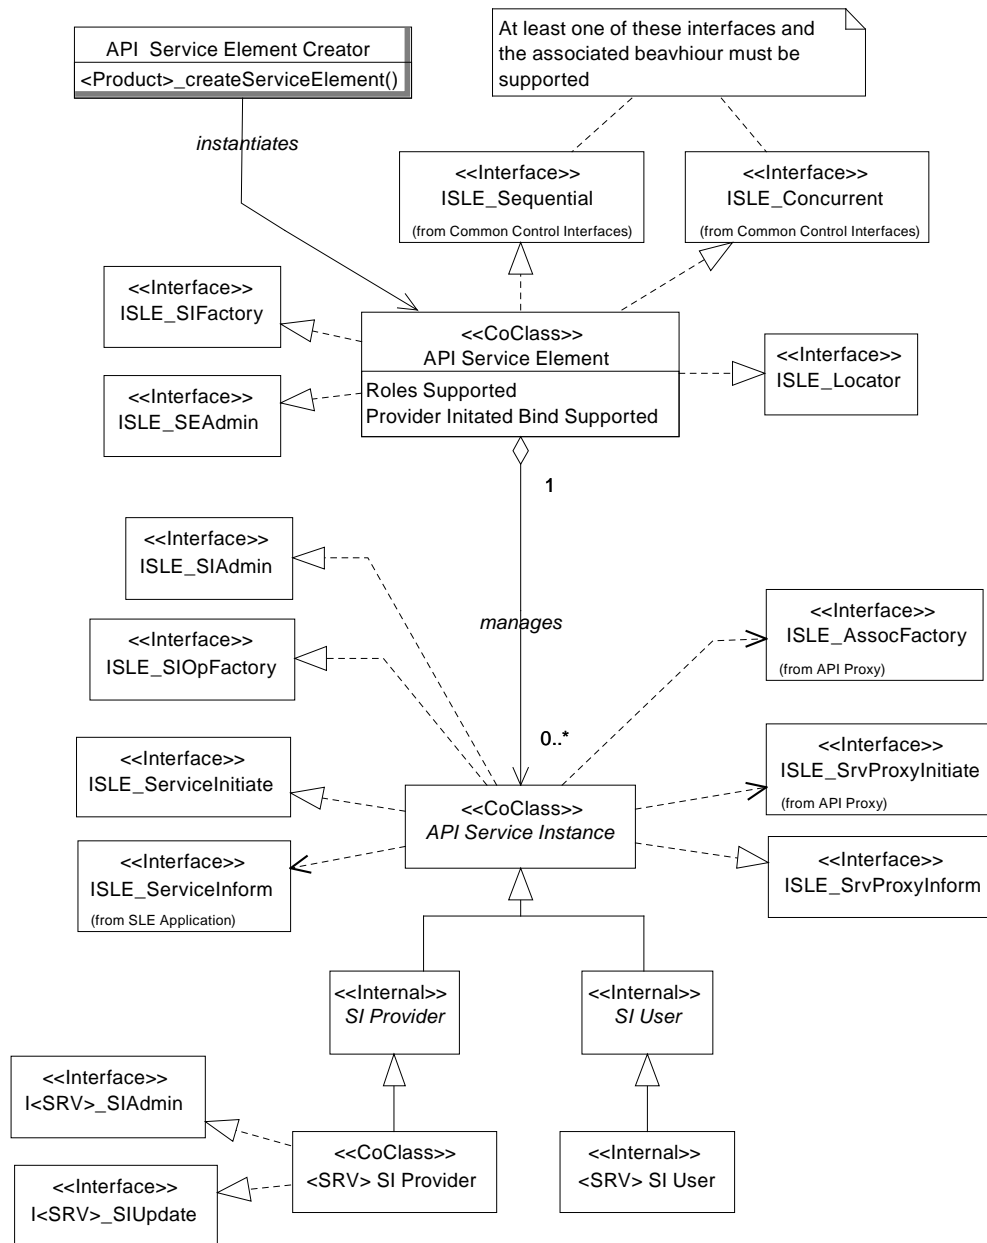 API  Service Element Creator
<Product>_createServiceElement()
At least one of these interfaces and
the associated beavhiour must be
supported
instantiates
<<Interface>>
ISLE_Sequential
(from Common Control Interfaces)
<<Interface>>
ISLE_Concurrent
(from Common Control Interfaces)
<<Interface>>
ISLE_SIFactory
<<CoClass>>
API Service Element
Roles Supported
Provider Initated Bind Supported
<<Interface>>
ISLE_Locator
<<Interface>>
ISLE_SEAdmin
1
<<Interface>>
ISLE_SIAdmin
manages
<<Interface>>
ISLE_SIOpFactory
<<Interface>>
ISLE_AssocFactory
(from API Proxy)
0..*
<<Interface>>
ISLE_ServiceInitiate
<<Interface>>
ISLE_SrvProxyInitiate
(from API Proxy)
<<CoClass>>
API Service Instance
<<Interface>>
ISLE_ServiceInform
(from SLE Application)
<<Interface>>
ISLE_SrvProxyInform
<<Internal>>
SI Provider
<<Internal>>
SI User
<<Interface>>
I<SRV>_SIAdmin
<<CoClass>>
<SRV> SI Provider
<<Internal>>
<SRV> SI User
<<Interface>>
I<SRV>_SIUpdate